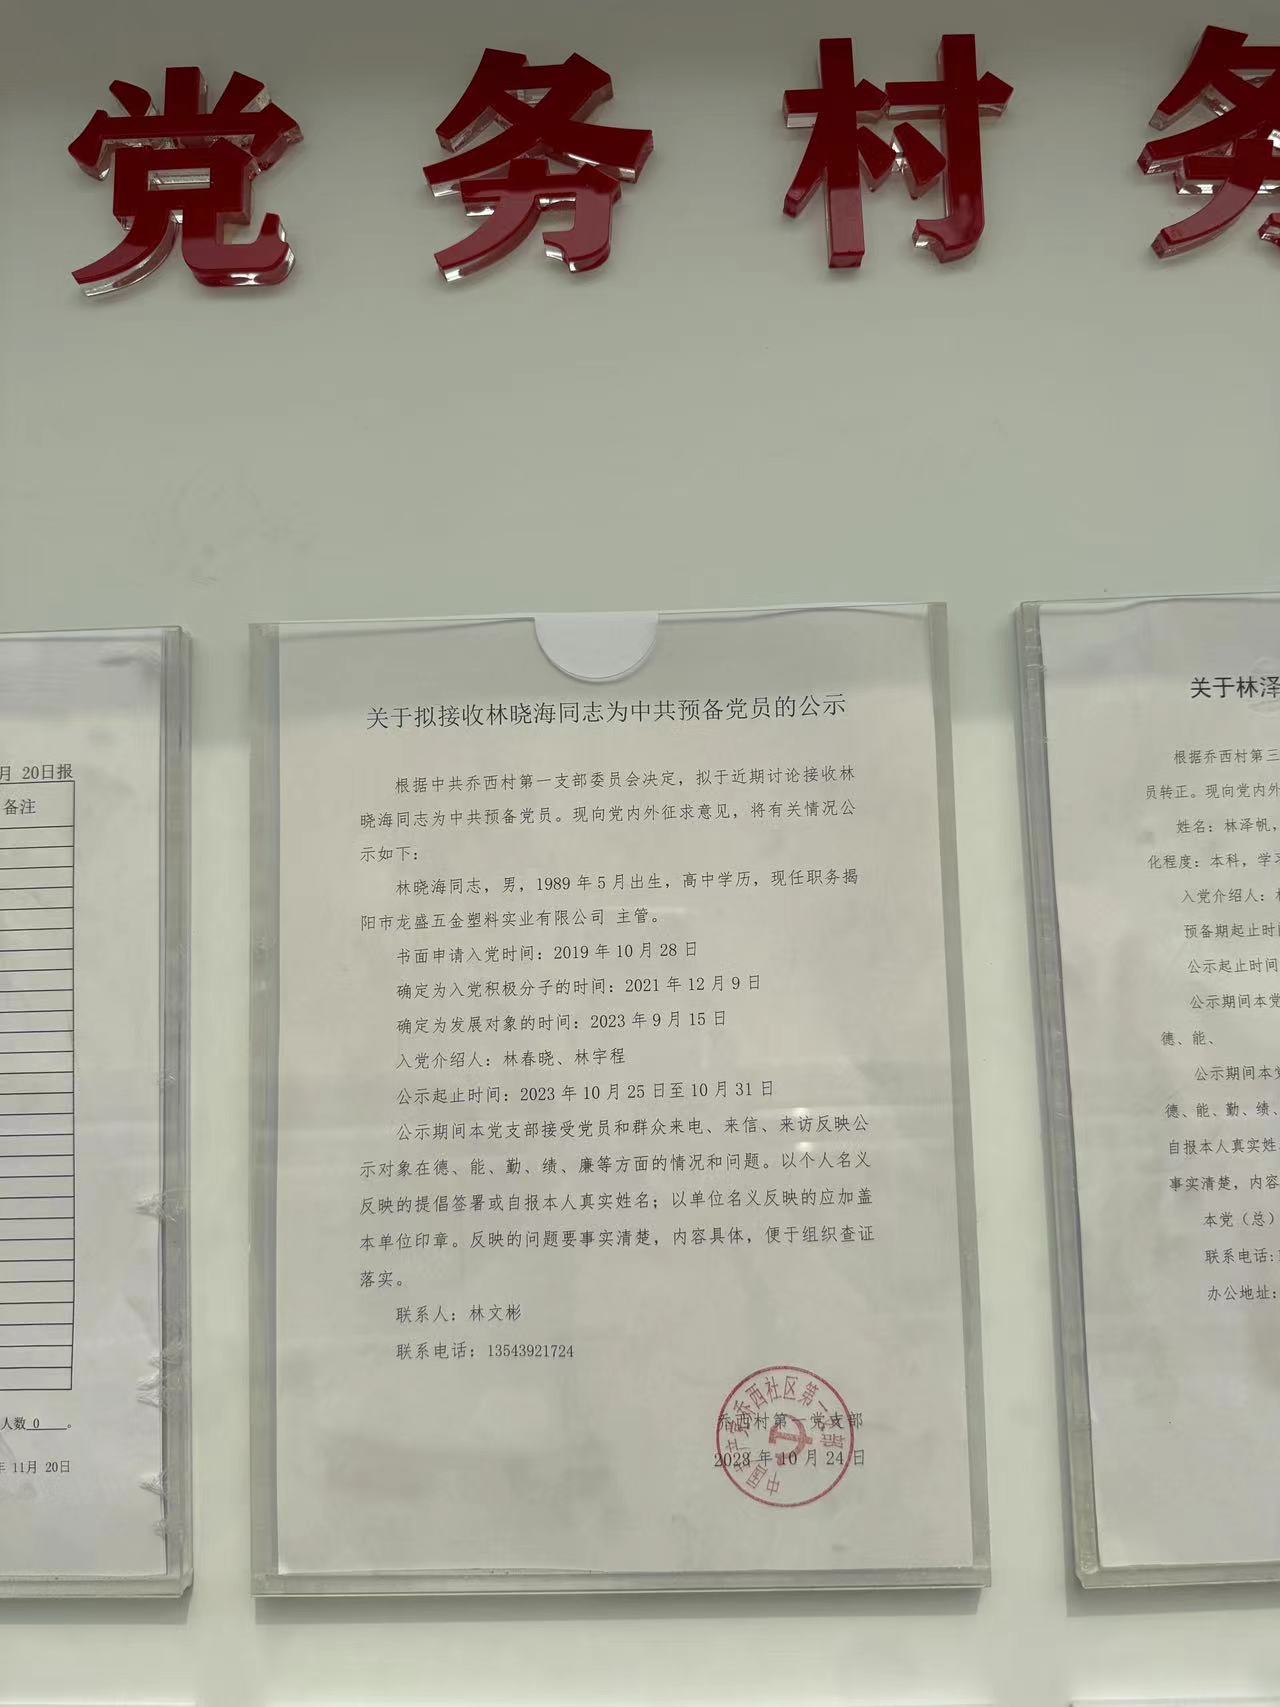 党务村务
月 20日报
备注
人数 0 。
年 11月 20日
关于拟接收林晓海同志为中共预备党员的公示
根据中共乔西村第一支部委员会决定，拟于近期讨论接收林
晓海同志为中共预备党员。现向党内外征求意见，将有关情况公
示如下：
林晓海同志，男，1989 年 5 月出生，高中学历，现任职务揭
阳市龙盛五金塑料实业有限公司 主管。
书面申请入党时间：2019 年 10 月 28 日
确定为入党积极分子的时间：2021 年 12 月 9 日
确定为发展对象的时间：2023 年 9 月 15 日
入党介绍人：林春晓、林宇程
公示起止时间：2023 年 10 月 25 日至 10 月 31 日
公示期间本党支部接受党员和群众来电、来信、来访反映公
示对象在德、能、勤、绩、廉等方面的情况和问题。以个人名义
反映的提倡签署或自报本人真实姓名；以单位名义反映的应加盖
本单位印章。反映的问题要事实清楚，内容具体，便于组织查证
落实。
联系人：林文彬
联系电话：13543921724
乔西村第一党支部
2023 年 10 月 24 日
关于林泽
根据乔西村第三
员转正。现向党内外
姓名：林泽帆，
化程度：本科，学习
入党介绍人：林
预备期起止时间
公示起止时间
公示期间本党
德、能、
公示期间本党
德、能、勤、绩、
自报本人真实姓
事实清楚，内容
本党（总）
联系电话：
办公地址：